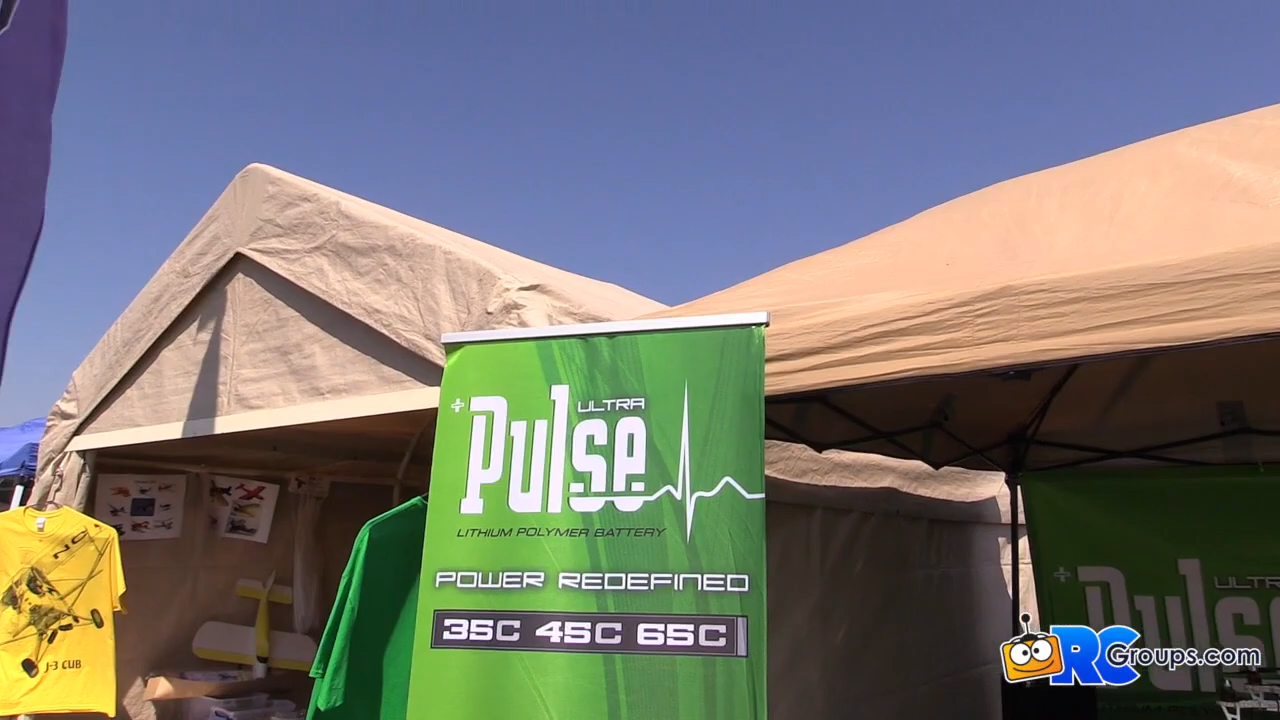 ULTRA
+Pulse
LITHIUM POLYMER BATTERY
POWER REDEFINED
35C 45C 65C
J-3 CUB
+Pulse
ULTRA
RCGroups.com